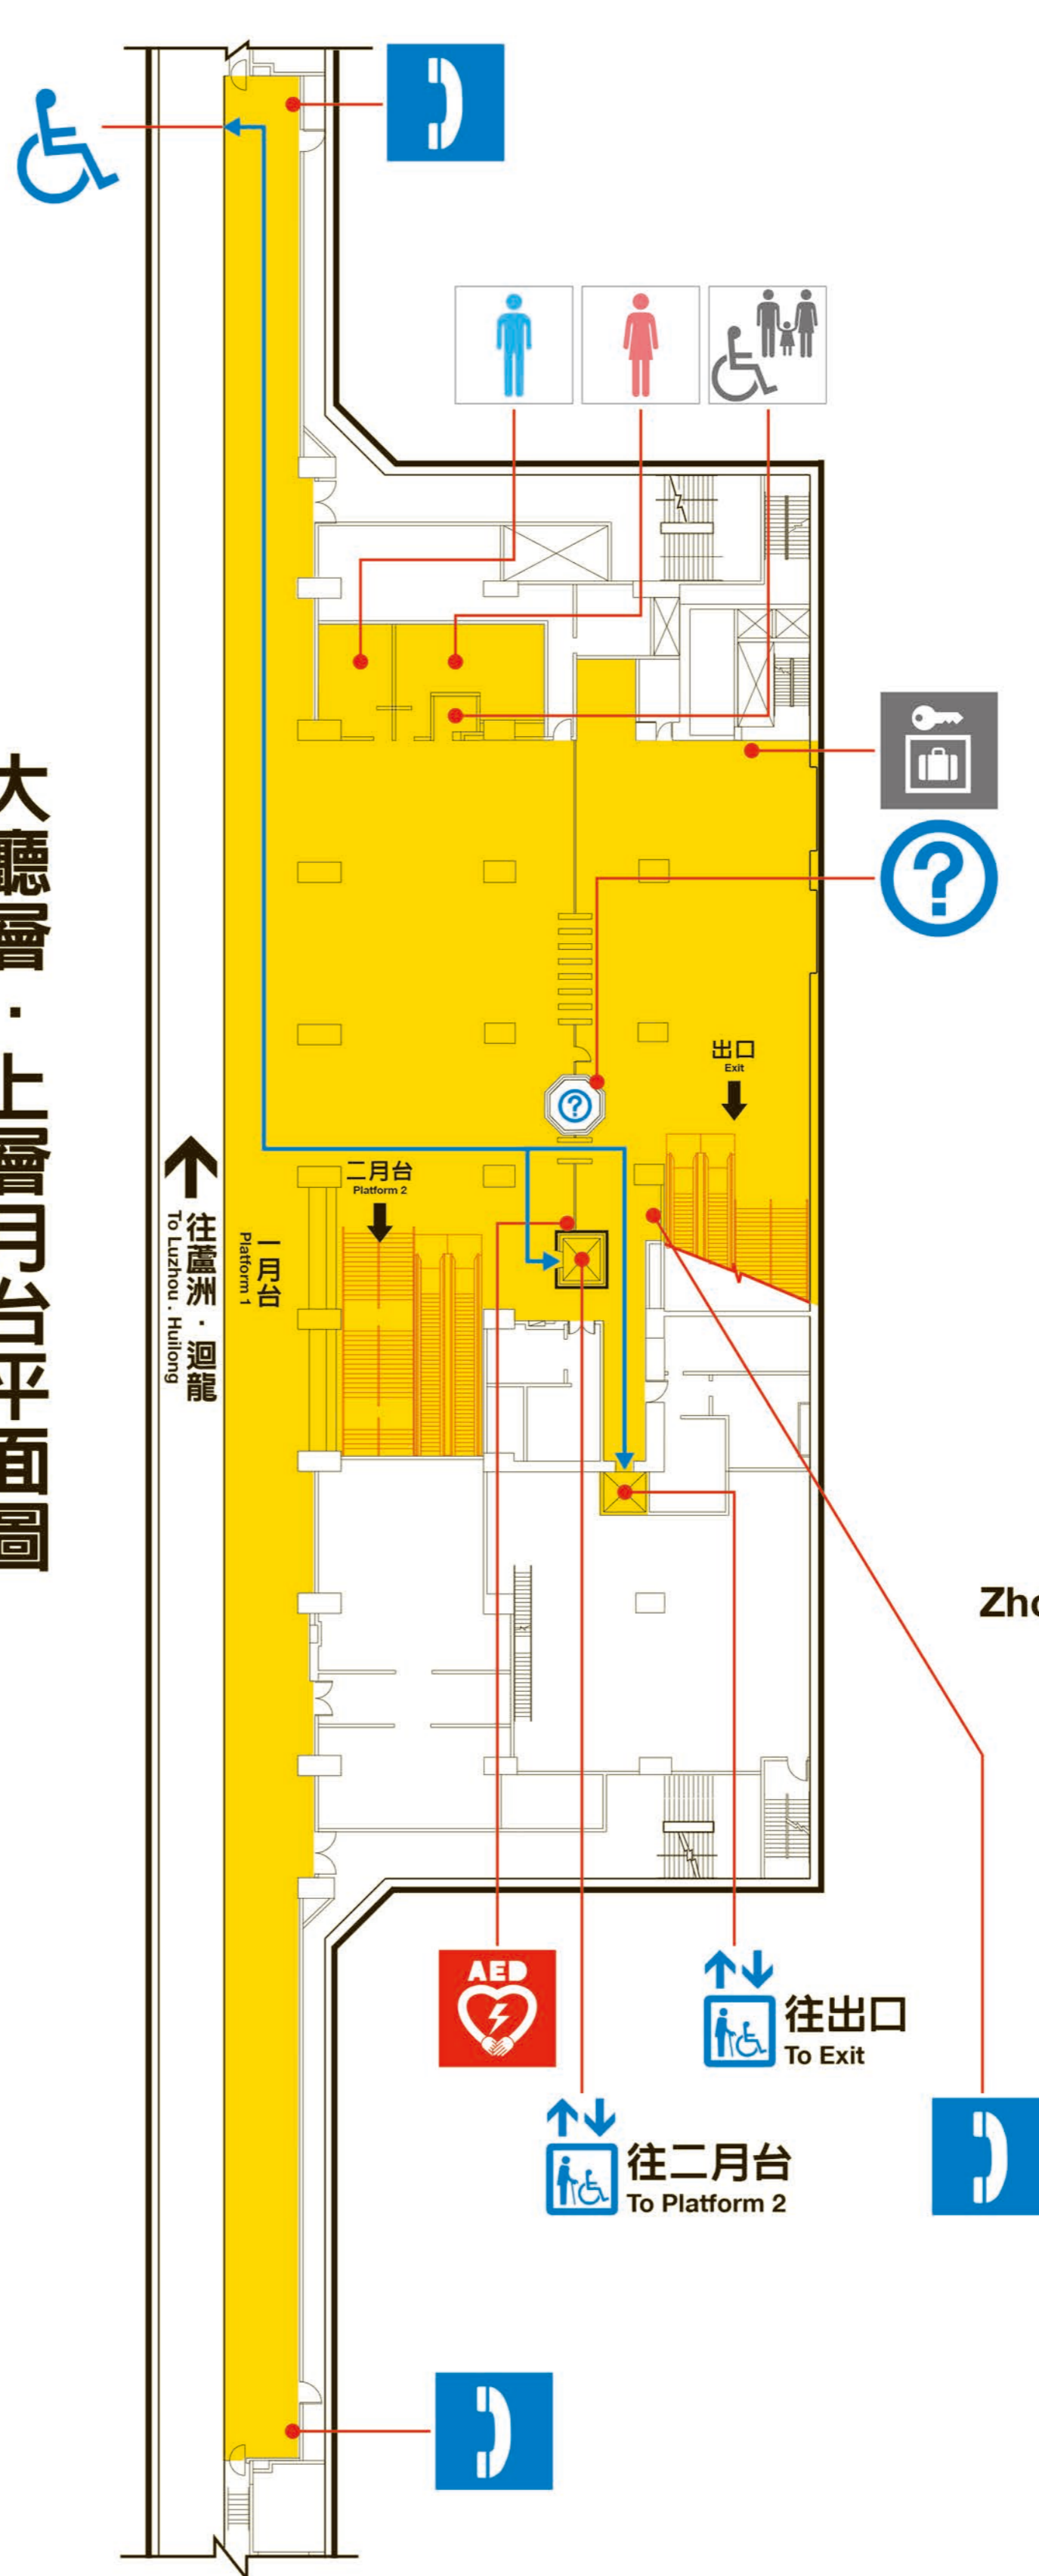 大廳層．上層月台平面圖
出口
Exit
二月台
Platform 2
往蘆洲．迴龍
To Luzhou . Huilong
一月台
Platform 1
Zho
AED
往出口
To Exit
往二月台
To Platform 2